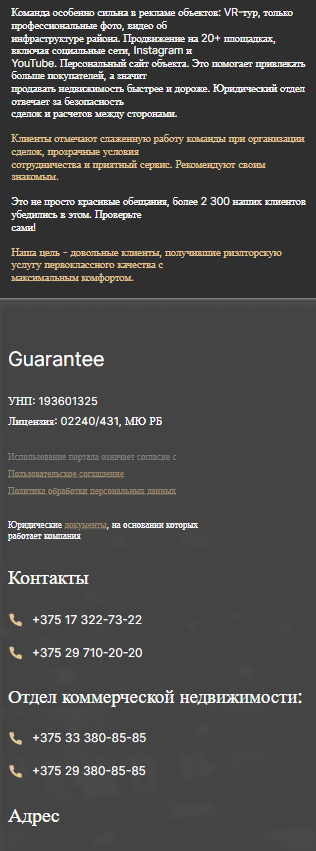 Команда особенно сильна в рекламе объектов: VR-тур, только
профессиональные фото, видео об
инфраструктуре района. Продвижение на 20+ площадках,
включая социальные сети, Instagram и
YouTube. Персональный сайт объекта. Это помогает привлекать
больше покупателей, а значит
продавать недвижимость быстрее и дороже. Юридический отдел
отвечает за безопасность
сделок и расчетов между сторонами.
Клиенты отмечают слаженную работу команды при организации
сделок, прозрачные условия
сотрудничества и приятный сервис. Рекомендуют своим
знакомым.
Это не просто красивые обещания, более 2 300 наших клиентов
убедились в этом. Проверьте
сами!
Наша цель - довольные клиенты, получившие риэлторскую
услугу первоклассного качества с
максимальным комфортом.
Guarantee
УНП: 193601325
Лицензия: 02240/431, МЮ РБ
Использование портала означает согласие с
Пользовательское соглашение
Политика обработки персональных данных
Юридические документы, на основании которых
работает компания
Контакты
+375 17 322-73-22
+375 29 710-20-20
Отдел коммерческой недвижимости:
+375 33 380-85-85
+375 29 380-85-85
Адрес